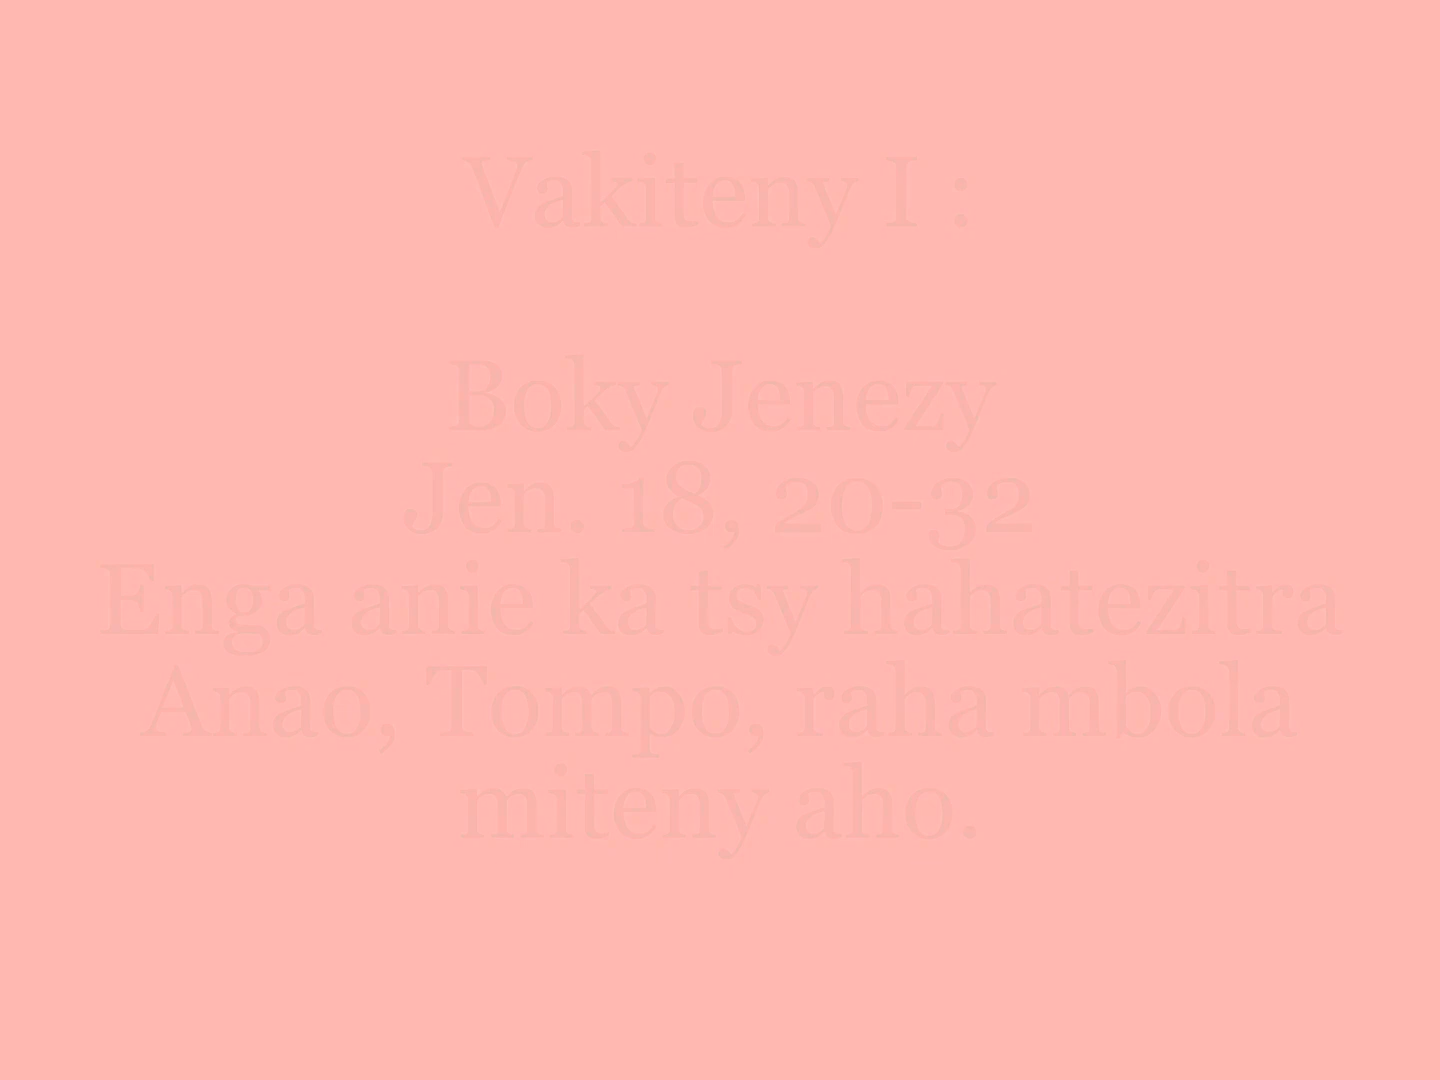 Vakiteny I :
Boky Jenezy
Jen. 18, 20-32
Enga anie ka tsy hahatezitra
Anao, Tompo, raha mbola
miteny aho.